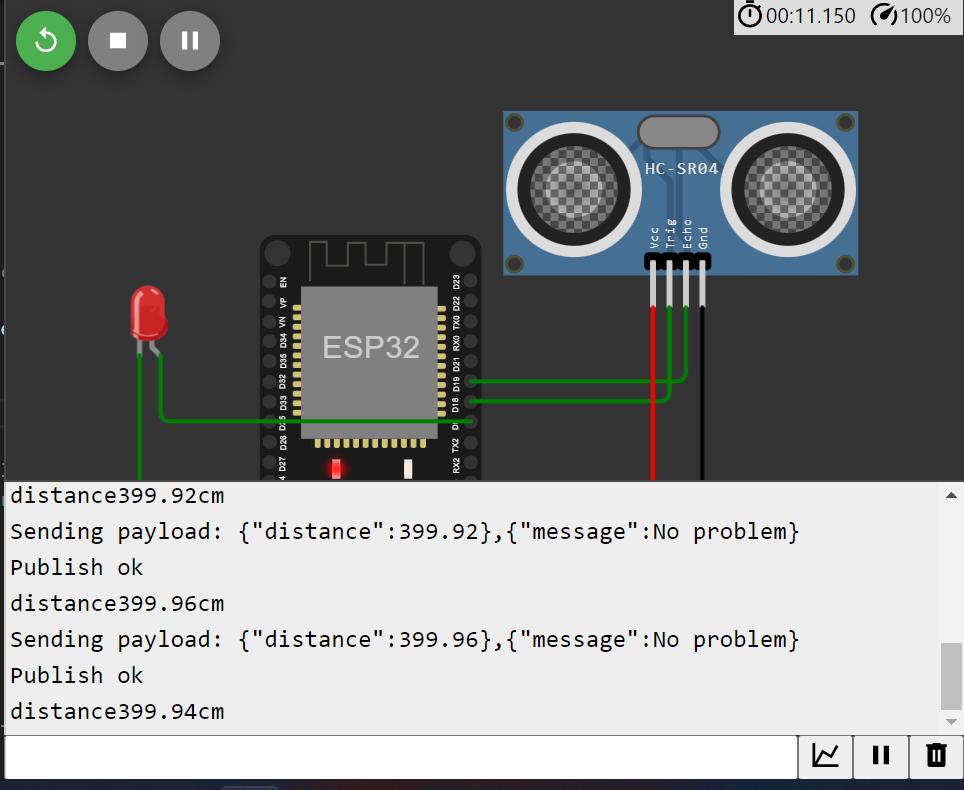 00:11.150 100%
HC-SR04
Vcc
Trig
Echo
Gnd
ESP32
EN
VP
VN
D34
D35
D32
D33
D26
D27
D23
D22
TX0
RX0
D21
D19
D18
TX2
RX2
distance399.92cm
Sending payload: {"distance":399.92},{"message":No problem}
Publish ok
distance399.96cm
Sending payload: {"distance":399.96},{"message":No problem}
Publish ok
distance399.94cm